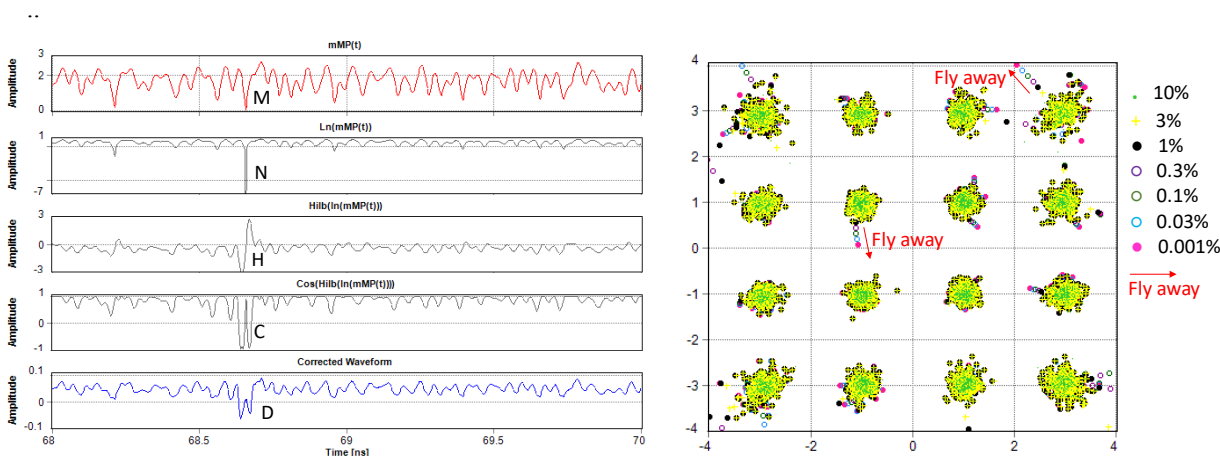 mMP(t)
3
2
0
Amplitude
M
Ln(mMP(t))
1
-7
Amplitude
N
Hilb(ln(mMP(t)))
3
0
-3
Amplitude
H
Cos(Hilb(ln(mMP(t))))
1
0
-1
Amplitude
C
Corrected Waveform
0.1
0
-0.1
Amplitude
D
68 68.5 69 69.5 70
Time [ns]
4
3
2
1
0
-1
-2
-3
-4
-4 -2 0 2 4
Fly away
Fly away
10%
3%
1%
0.3%
0.1%
0.03%
0.001%
Fly away